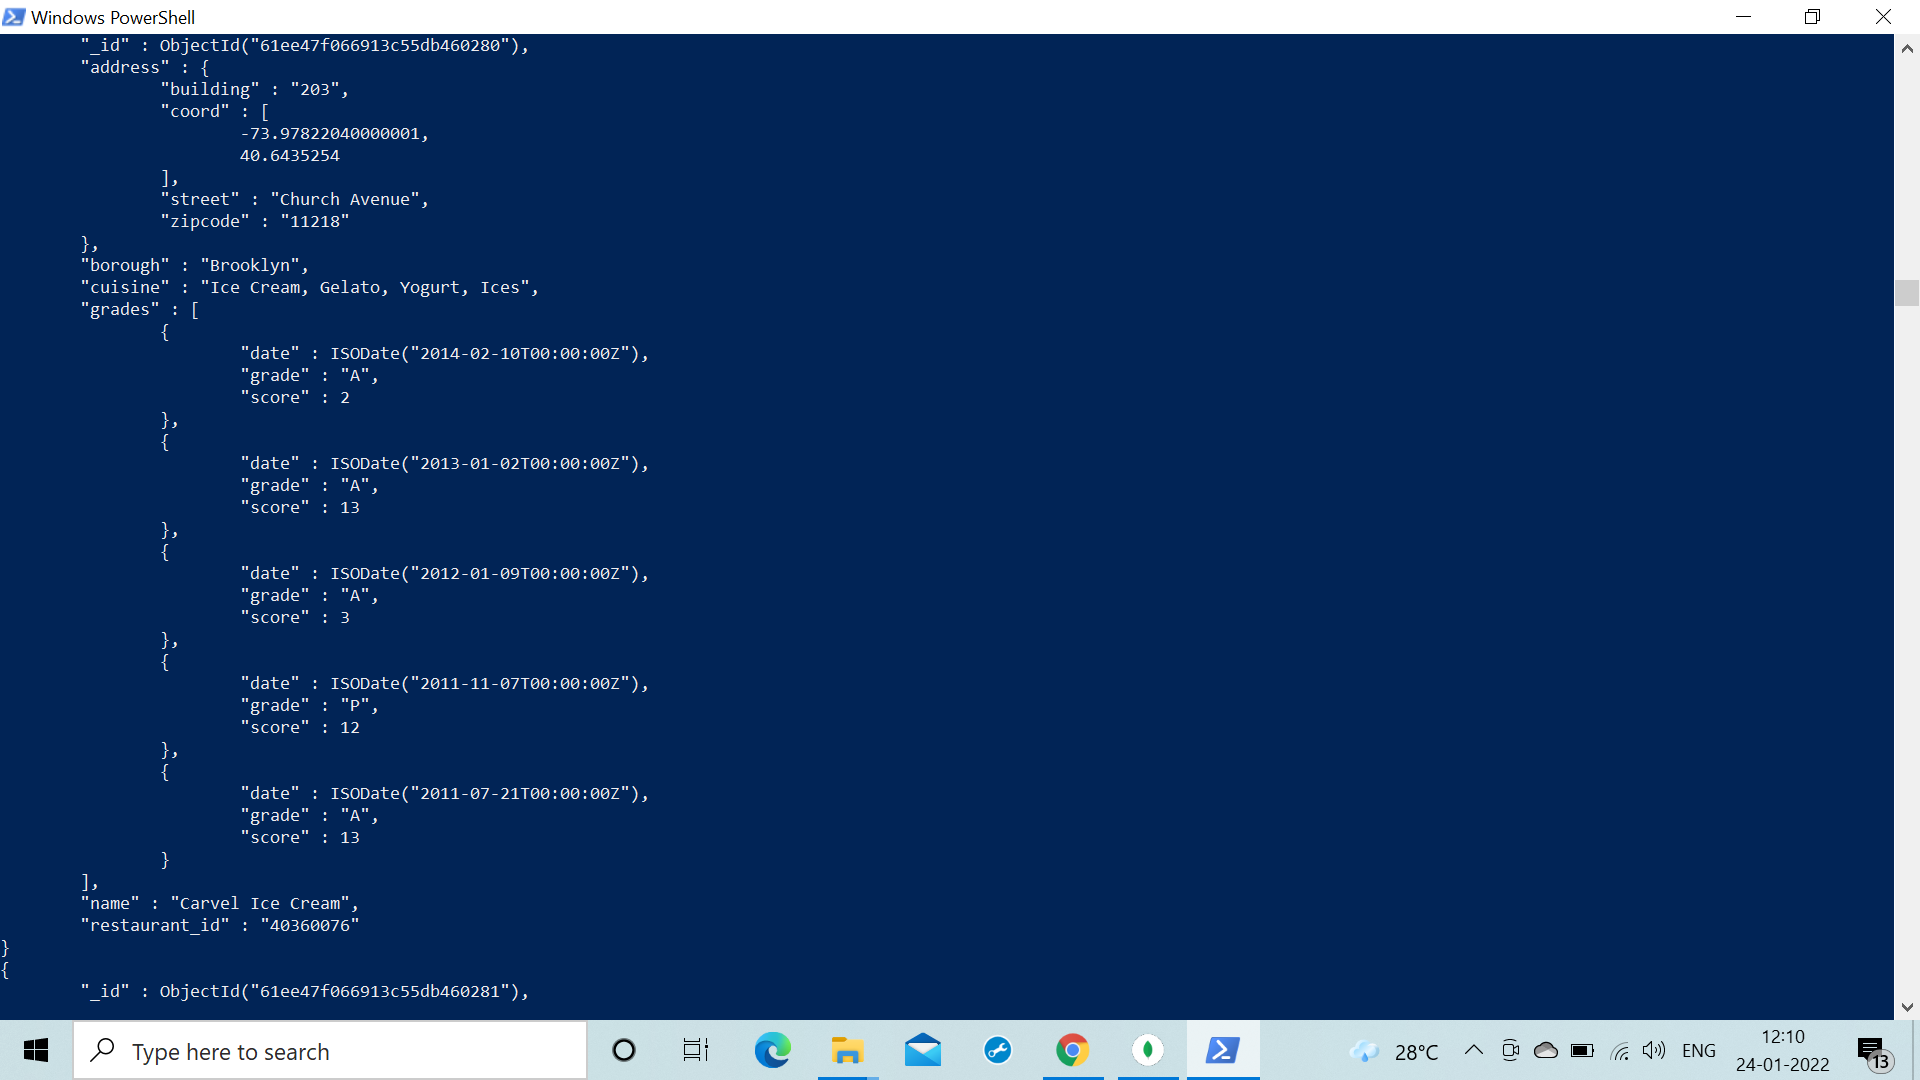 Windows PowerShell
        "_id" : ObjectId("61ee47f066913c55db460280"),
        "address" : {
                "building" : "203",
                "coord" : [
                        -73.97822040000001,
                        40.6435254
                ],
                "street" : "Church Avenue",
                "zipcode" : "11218"
        },
        "borough" : "Brooklyn",
        "cuisine" : "Ice Cream, Gelato, Yogurt, Ices",
        "grades" : [
                {
                        "date" : ISODate("2014-02-10T00:00:00Z"),
                        "grade" : "A",
                        "score" : 2
                },
                {
                        "date" : ISODate("2013-01-02T00:00:00Z"),
                        "grade" : "A",
                        "score" : 13
                },
                {
                        "date" : ISODate("2012-01-09T00:00:00Z"),
                        "grade" : "A",
                        "score" : 3
                },
                {
                        "date" : ISODate("2011-11-07T00:00:00Z"),
                        "grade" : "P",
                        "score" : 12
                },
                {
                        "date" : ISODate("2011-07-21T00:00:00Z"),
                        "grade" : "A",
                        "score" : 13
                }
        ],
        "name" : "Carvel Ice Cream",
        "restaurant_id" : "40360076"
}
{
        "_id" : ObjectId("61ee47f066913c55db460281"),
Type here to search
28°C
ENG
12:10
24-01-2022
13